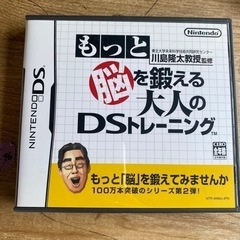 Nintendo
東北大学未来科学技術共同研究センター
川島隆太教授監修
もっと
脳を鍛える
大人の
DSトレーニング
NINTENDO DS
もっと「脳」を鍛えてみませんか
100万本突破のシリーズ第2弾!